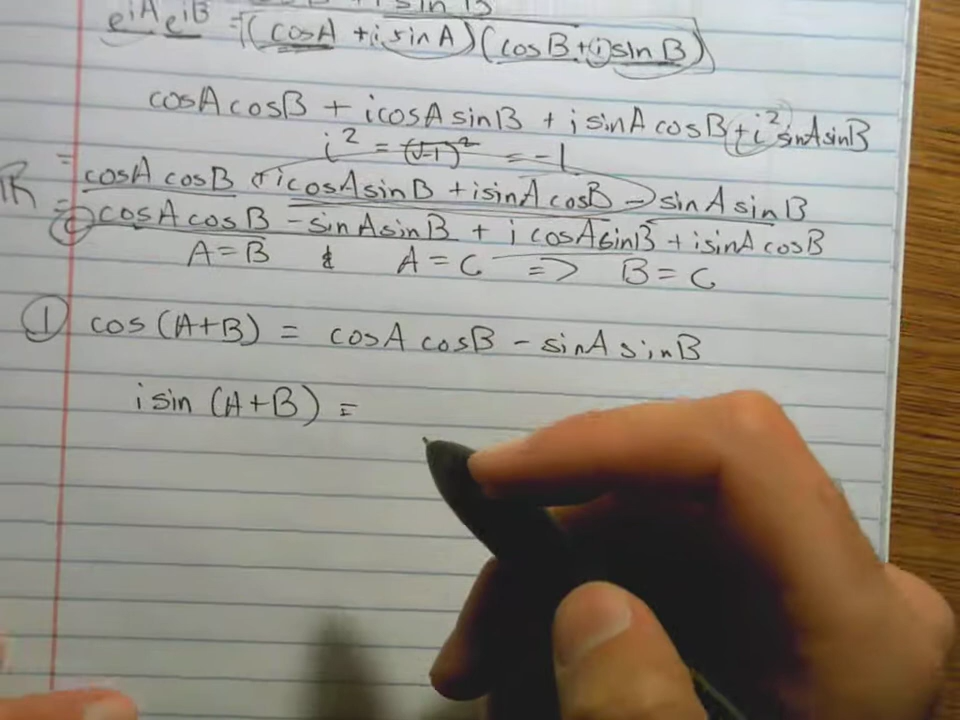 sin B
e^{iA} e^{iB} = ((cosA + i sinA)(cosB + i sinB))
cosA cosB + i cosA sinB + i sinA cosB + i² sinA sinB
i² = (√-1)² = -1
= cosA cosB + i cosA sinB + i sinA cosB - sinA sinB
ℝ = cosA cosB - sinA sinB + i cosA sinB + i sinA cosB
A = B & A = C => B = C
① cos (A+B) = cosA cosB - sinA sinB
i sin (A+B) =